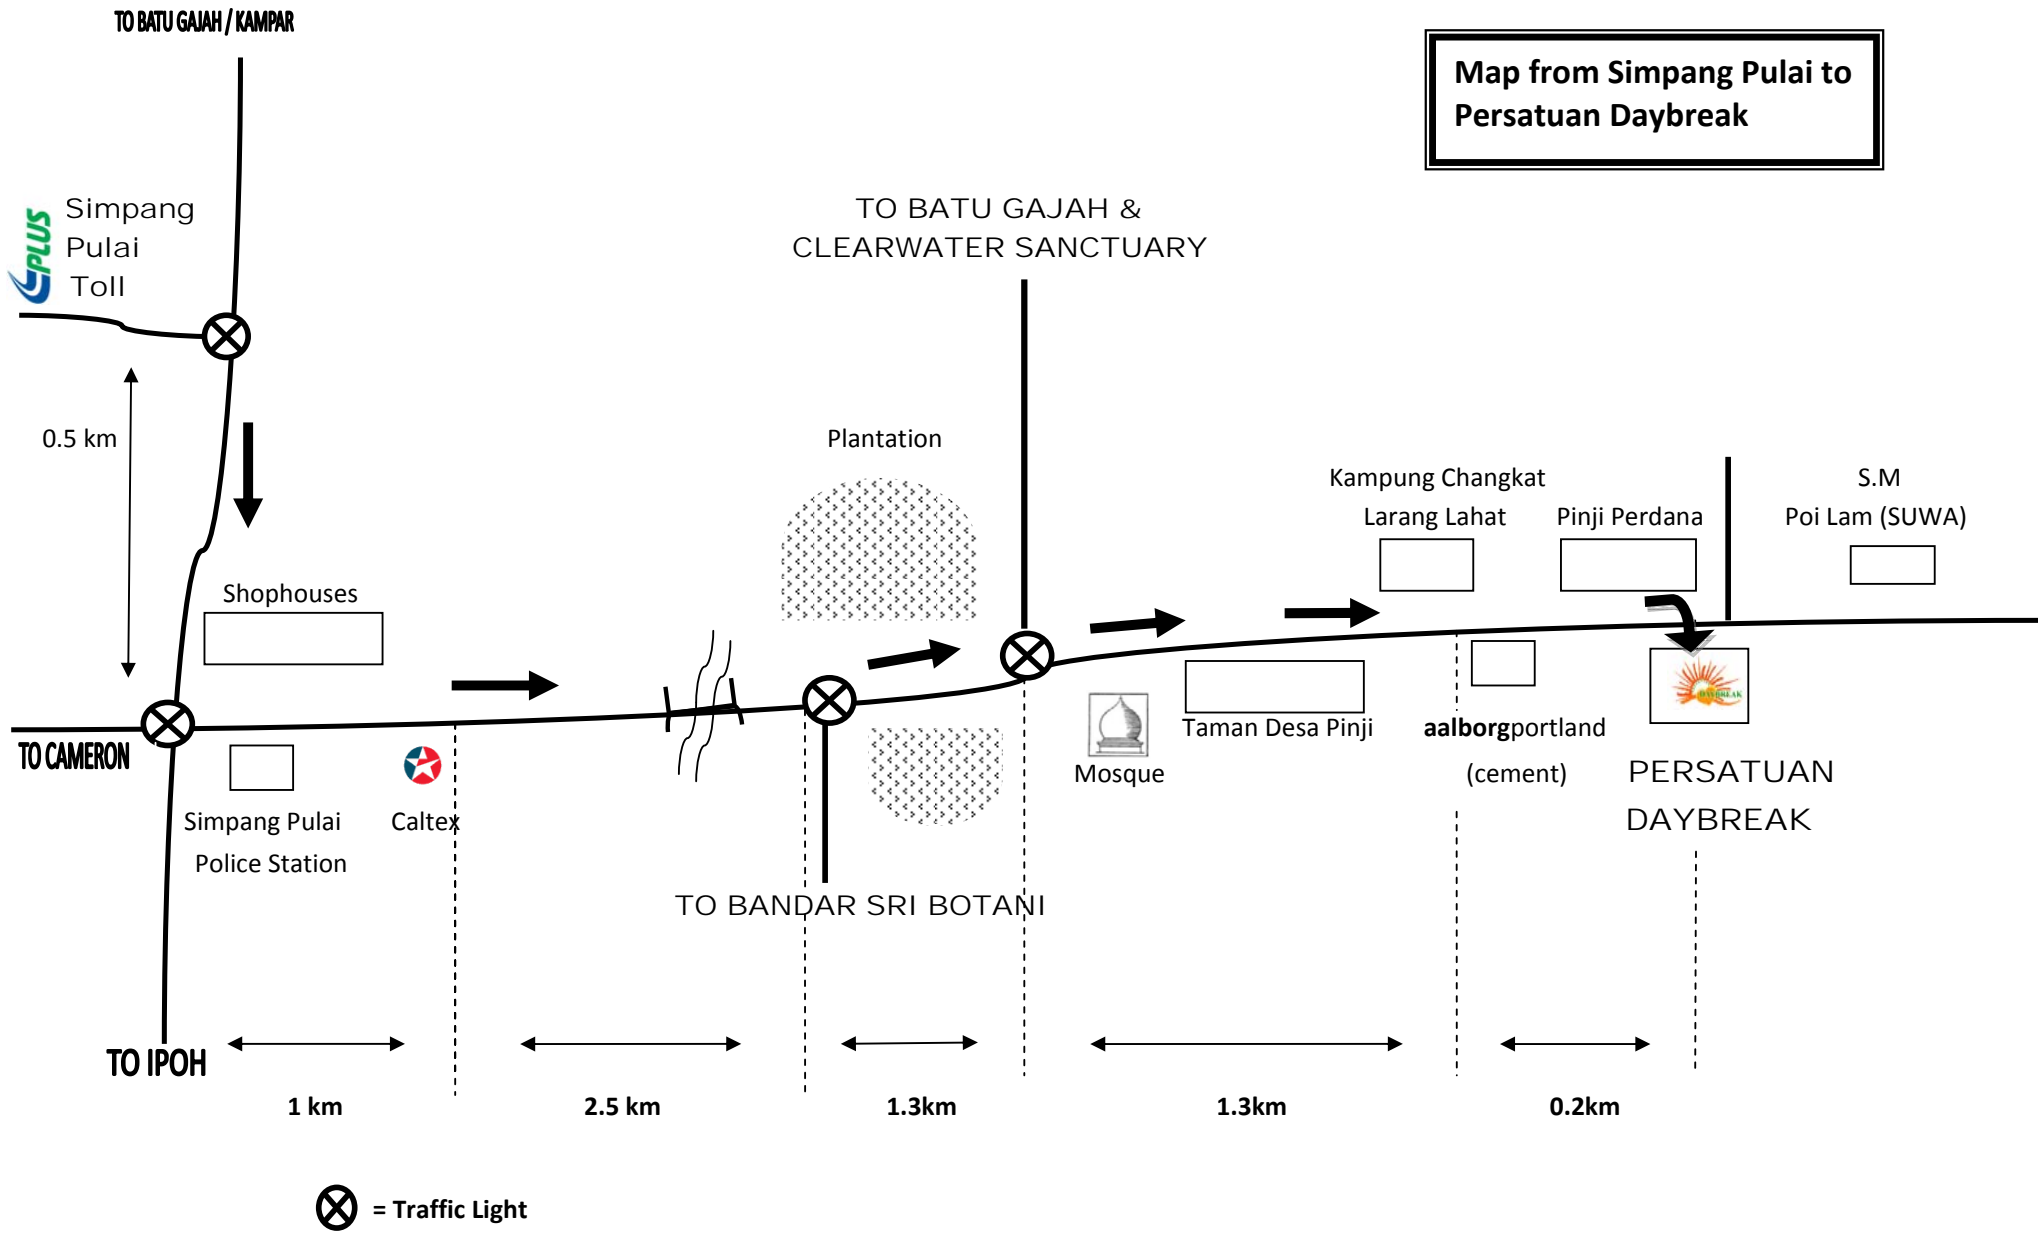 TO BATU GAJAH / KAMPAR
Map from Simpang Pulai to
Persatuan Daybreak
PLUS
Simpang
Pulai
Toll
TO BATU GAJAH &
CLEARWATER SANCTUARY
0.5 km
Plantation
Kampung Changkat
Larang Lahat
Pinji Perdana
S.M
Poi Lam (SUWA)
Shophouses
DAYBREAK
TO CAMERON
Simpang Pulai
Police Station
Caltex
Mosque
Taman Desa Pinji
aalborgportland
(cement)
PERSATUAN
DAYBREAK
TO BANDAR SRI BOTANI
TO IPOH
1 km
2.5 km
1.3km
1.3km
0.2km
= Traffic Light